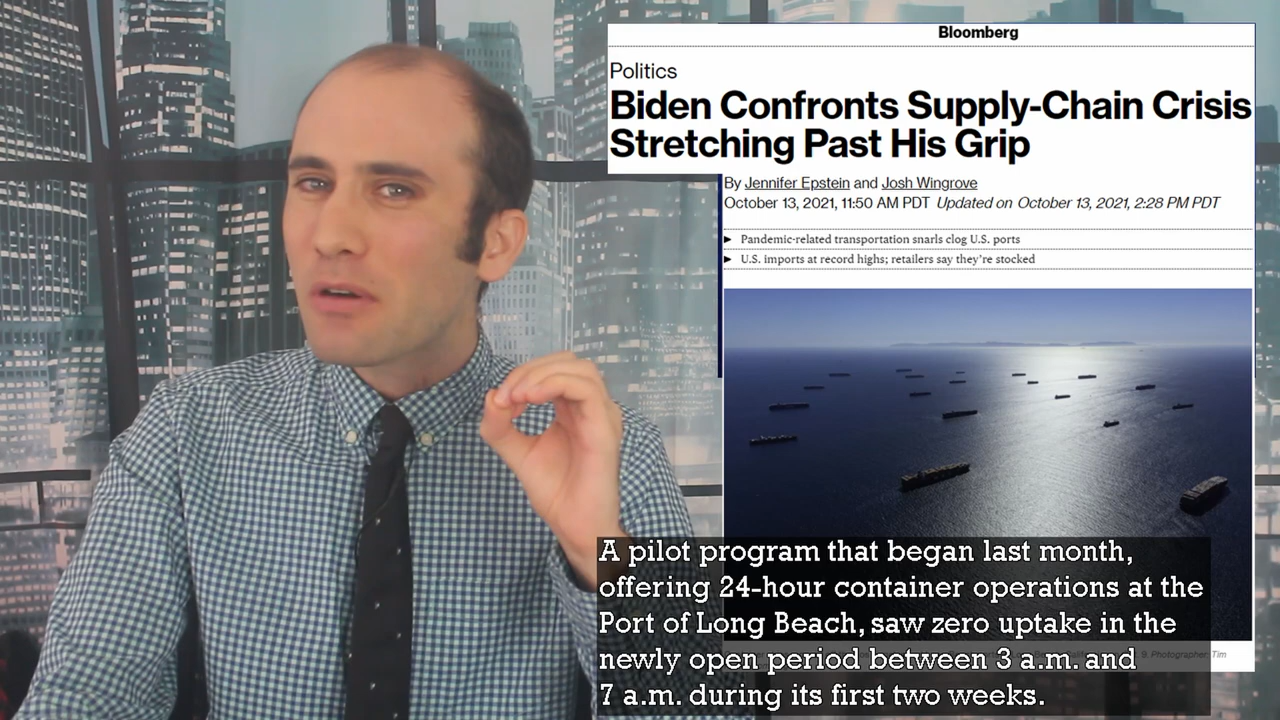 Bloomberg
Politics
Biden Confronts Supply-Chain Crisis
Stretching Past His Grip
By Jennifer Epstein and Josh Wingrove
October 13, 2021, 11:50 AM PDT Updated on October 13, 2021, 2:28 PM PDT
Pandemic-related transportation snarls clog U.S. ports
U.S. imports at record highs; retailers say they're stocked
A pilot program that began last month,
offering 24-hour container operations at the
Port of Long Beach, saw zero uptake in the
newly open period between 3 a.m. and
9. Photographer: Tim
7 a.m. during its first two weeks.